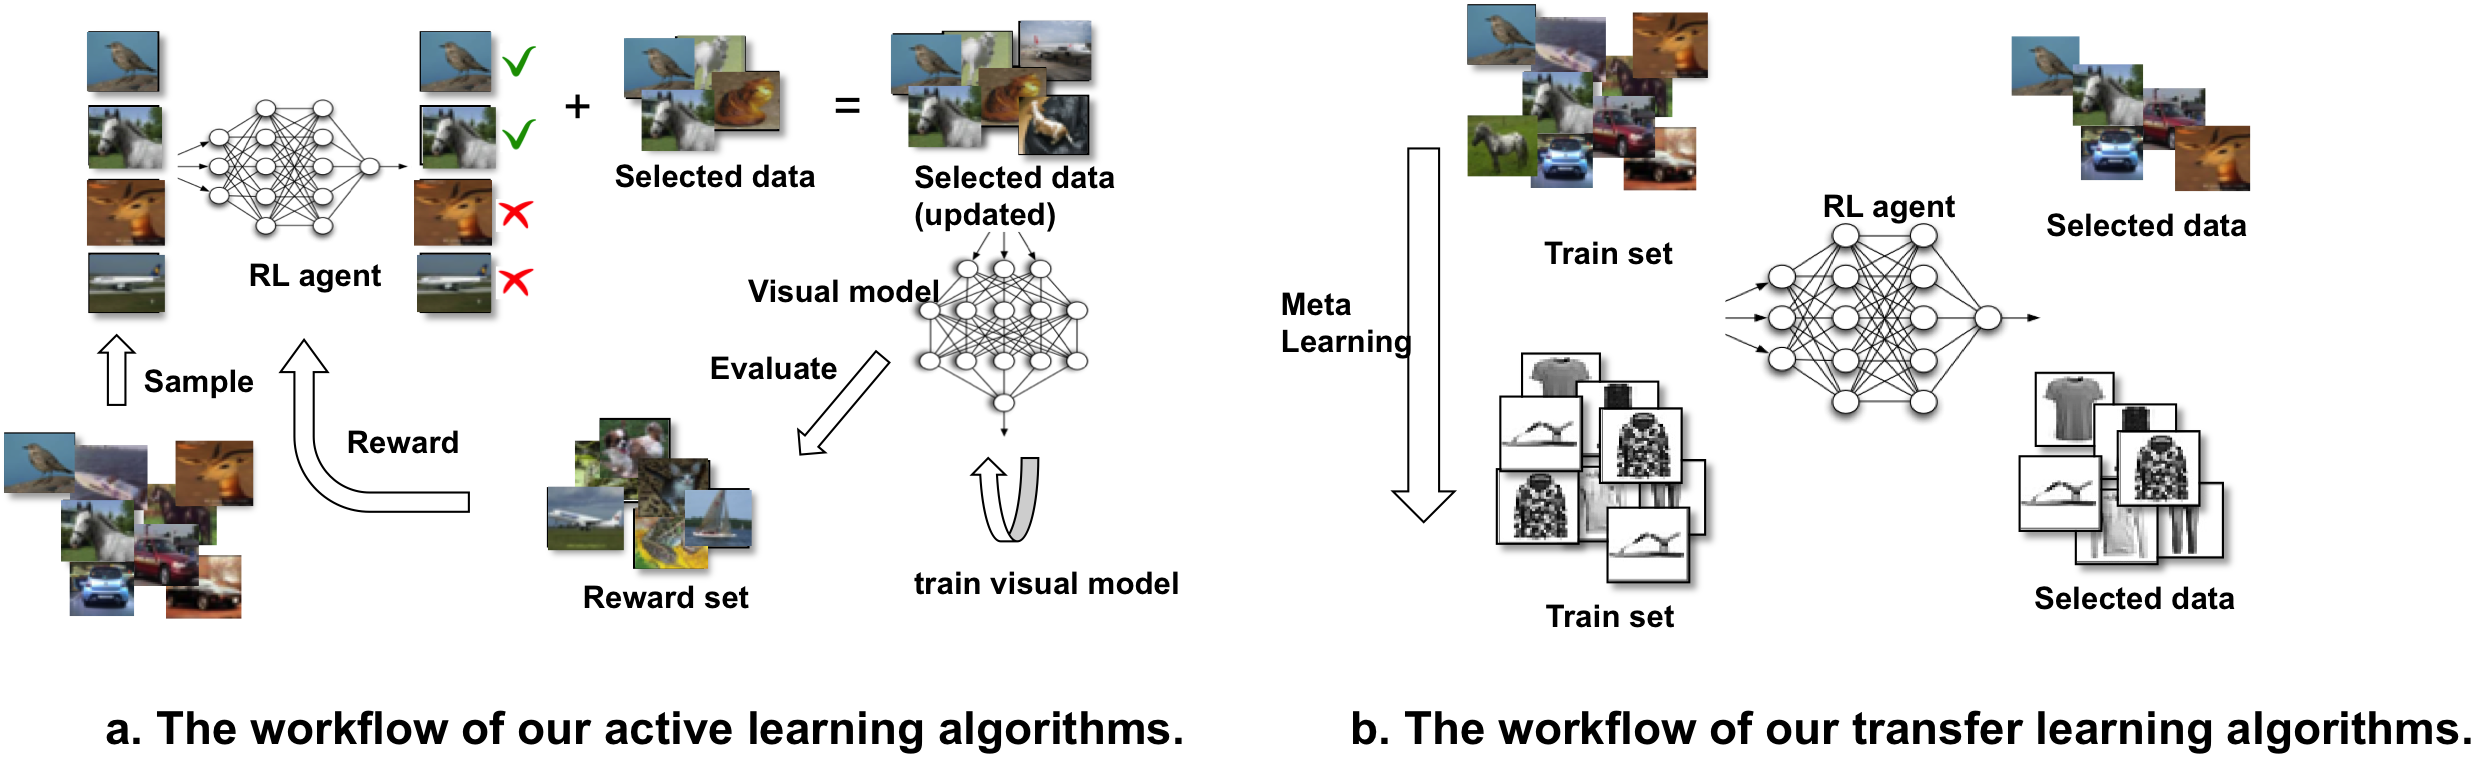 RL agent
Sample
Reward
+
Selected data
=
Selected data
(updated)
Visual model
Evaluate
Reward set
train visual model
a. The workflow of our active learning algorithms.
Meta
Learning
Train set
RL agent
Selected data
Train set
Selected data
b. The workflow of our transfer learning algorithms.